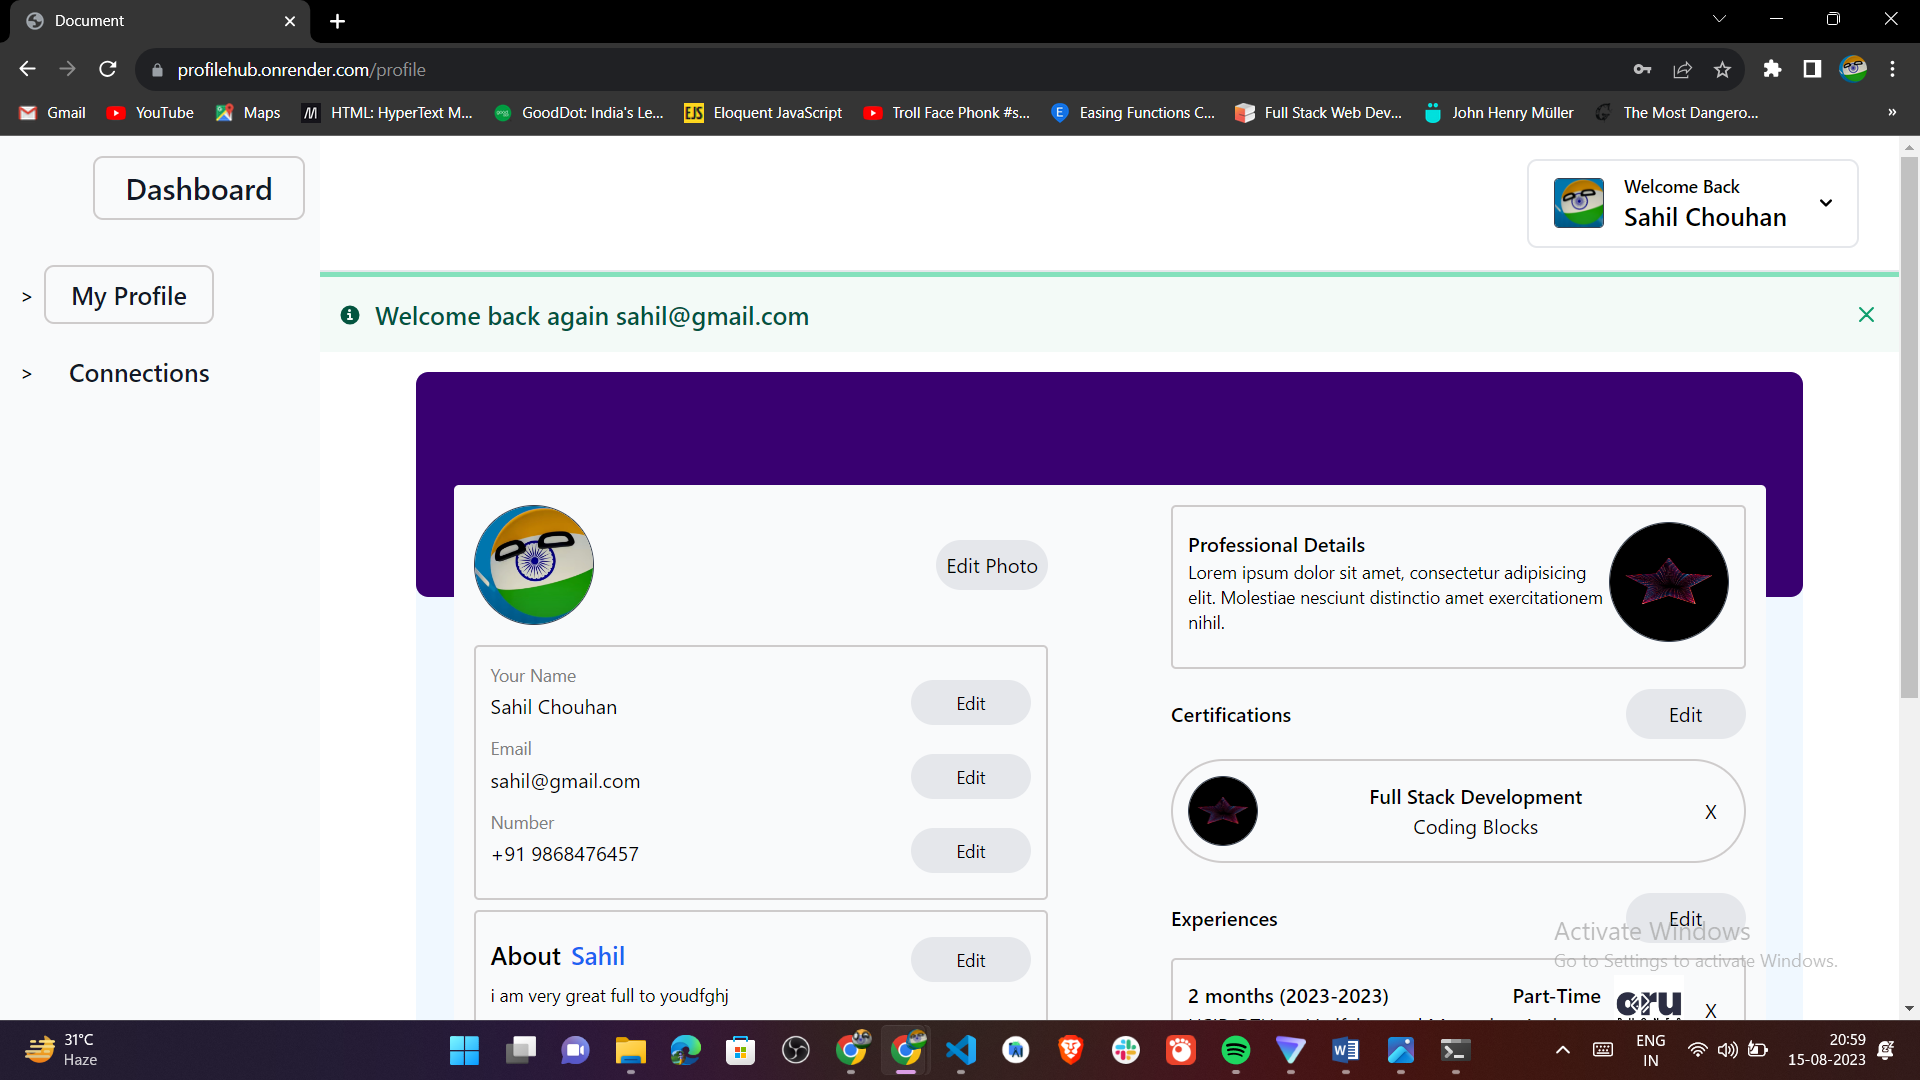 Document
profilehub.onrender.com/profile
Gmail
YouTube
Maps
HTML: HyperText M...
GoodDot: India's Le...
EJS
Eloquent JavaScript
Troll Face Phonk #s...
E
Easing Functions C...
Full Stack Web Dev...
John Henry Müller
The Most Dangero...
»
Dashboard
Welcome Back
Sahil Chouhan
> My Profile
Welcome back again sahil@gmail.com
> Connections
Edit Photo
Professional Details
Lorem ipsum dolor sit amet, consectetur adipisicing
elit. Molestiae nesciunt distinctio amet exercitationem
nihil.
Your Name
Sahil Chouhan
Edit
Email
sahil@gmail.com
Edit
Number
+91 9868476457
Edit
Certifications
Edit
Full Stack Development
Coding Blocks
X
About Sahil
Edit
i am very great full to youdfghj
Experiences
Edit
2 months (2023-2023)
Part-Time
X
Activate Windows
Go to Settings to activate Windows.
31°C
Haze
ENG
IN
20:59
15-08-2023